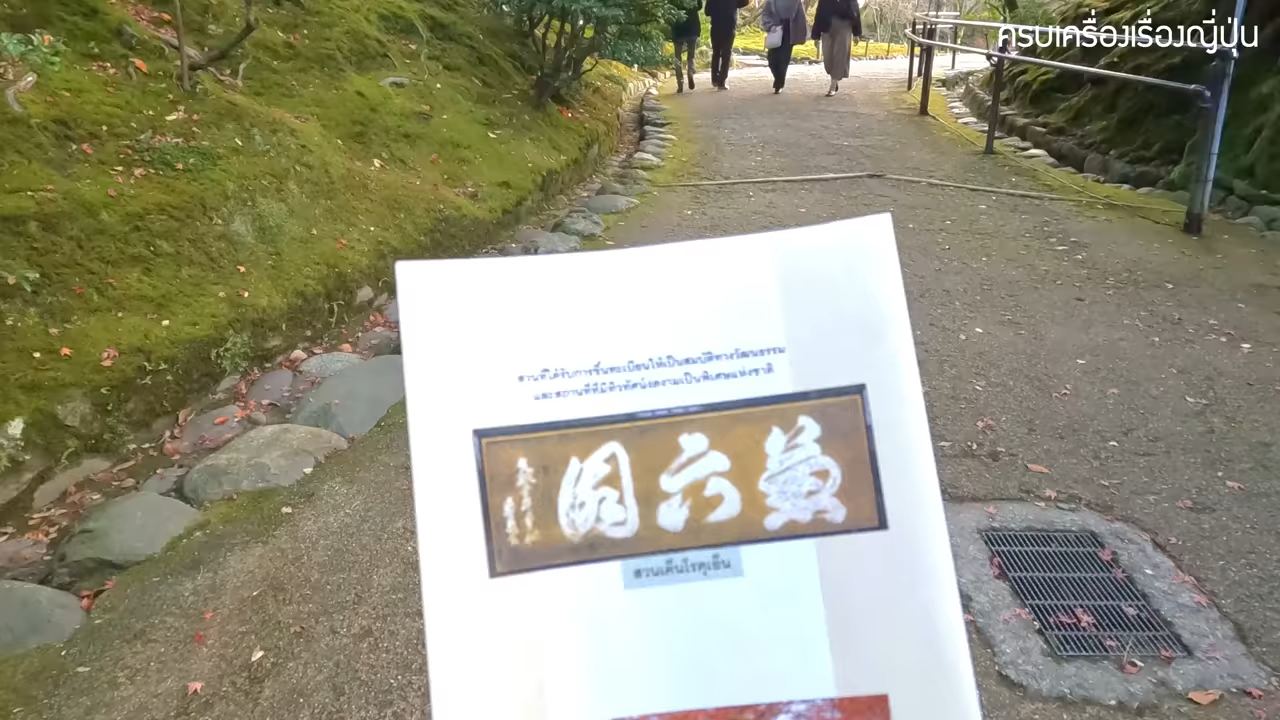 ครบเครื่องเรื่องญี่ปุ่น
สวนที่ได้รับการขึ้นทะเบียนให้เป็นสมบัติทางวัฒนธรรม
และสถานที่ที่มีทิวทัศน์งดงามเป็นพิเศษแห่งชาติ
兼六園
สวนเค็นโรคุเอ็น